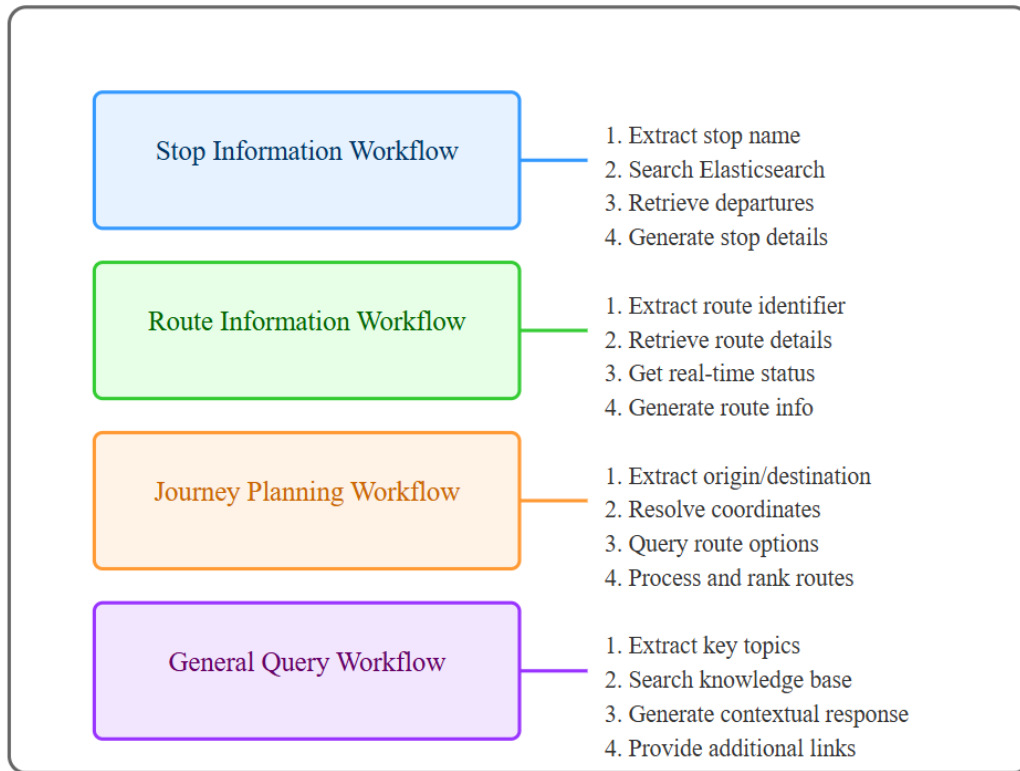 Stop Information Workflow
1. Extract stop name
2. Search Elasticsearch
3. Retrieve departures
4. Generate stop details
Route Information Workflow
1. Extract route identifier
2. Retrieve route details
3. Get real-time status
4. Generate route info
Journey Planning Workflow
1. Extract origin/destination
2. Resolve coordinates
3. Query route options
4. Process and rank routes
General Query Workflow
1. Extract key topics
2. Search knowledge base
3. Generate contextual response
4. Provide additional links